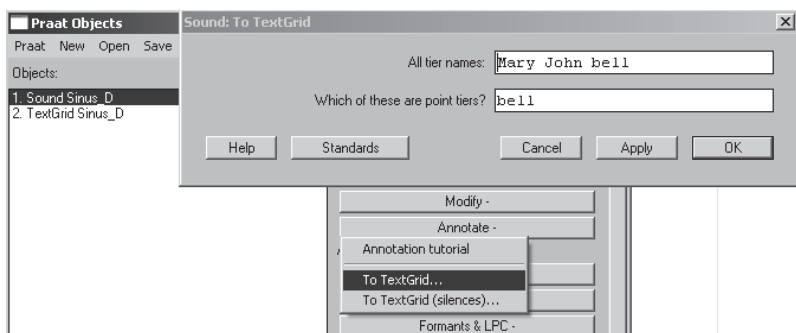 Praat Objects
Praat New Open Save
Objects:
1. Sound Sinus_D
2. TextGrid Sinus_D
Sound: To TextGrid
All tier names: Mary John bell
Which of these are point tiers? bell
Help Standards Cancel Apply OK
Modify -
Annotate -
Annotation tutorial
To TextGrid...
To TextGrid (silences)...
Formants & LPC -